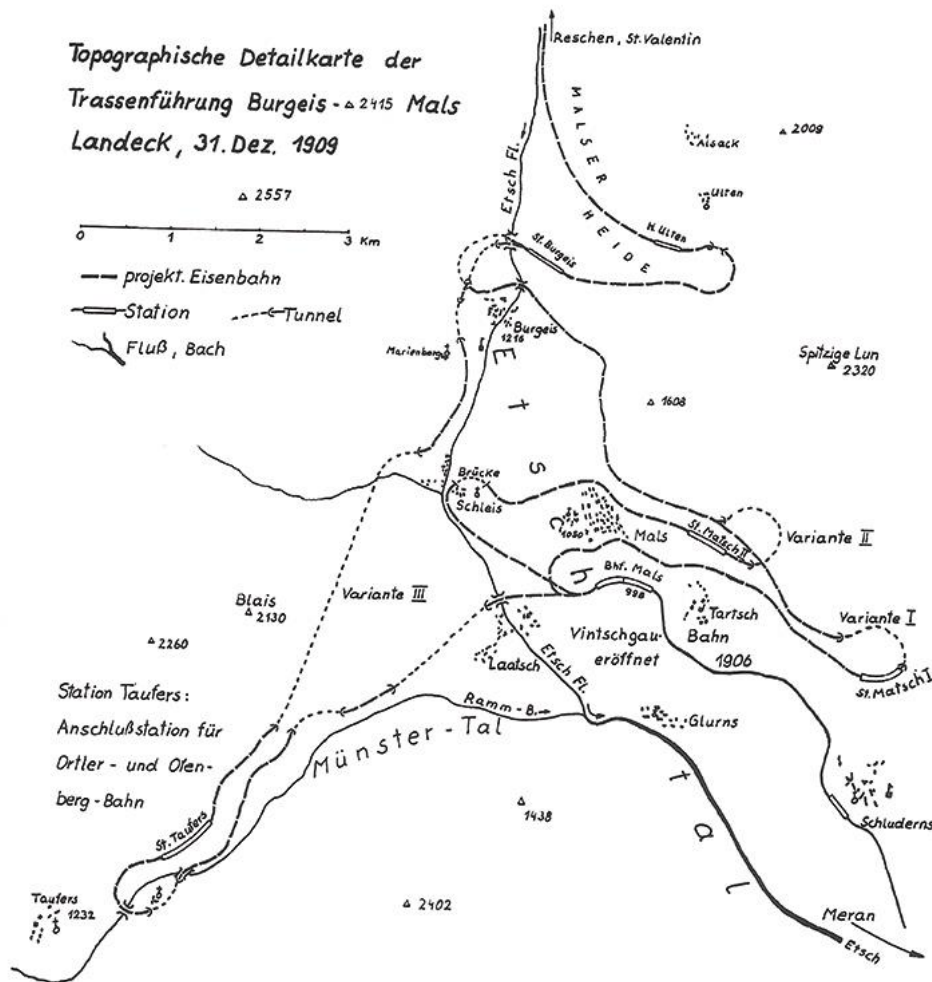 Topographische Detailkarte der
Trassenführung Burgeis - 2415 Mals
Landeck, 31. Dez. 1909
Reschen, St. Valentin
MALSER HEIDE
Etsch Fl.
Alsack
2009
Ulten
H. Ulten
2557
0 1 2 3 Km
projekt. Eisenbahn
Station
Tunnel
Fluß, Bach
St. Burgeis
Burgeis
1216
Marienberg
Spitzige Lun
2320
1608
Etschtal
Brücke
Schleis
1050
Mals
St. Matsch II
Variante II
Bhf. Mals
998
Variante III
Blais
2130
2260
Tartsch
Variante I
St. Matsch I
Vintschgau-
Bahn
eröffnet
1906
Laatsch
Etsch Fl.
Station Taufers:
Anschlußstation für
Ortler- und Ofen-
berg-Bahn
Ramm-B.
Münster-Tal
Glurns
1438
Schluderns
St. Taufers
Taufers
1232
2402
Meran
Etsch